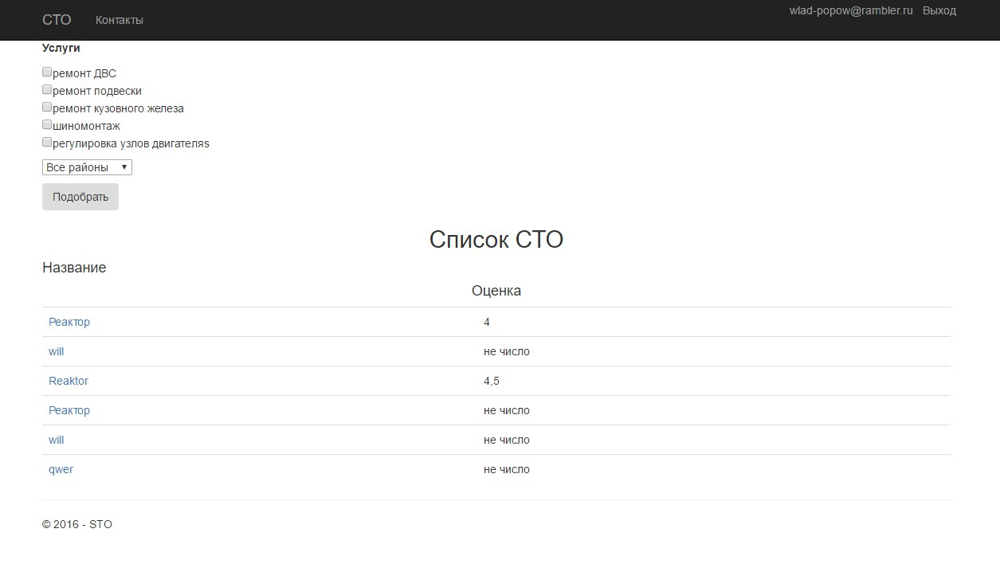 СТО Контакты wlad-popow@rambler.ru Выход
Услуги
ремонт ДВС
ремонт подвески
ремонт кузовного железа
шиномонтаж
регулировка узлов двигателяs
Все районы
Подобрать
Список СТО
Название
Оценка
Реактор 4
will не число
Reaktor 4,5
Реактор не число
will не число
qwer не число
© 2016 - STO